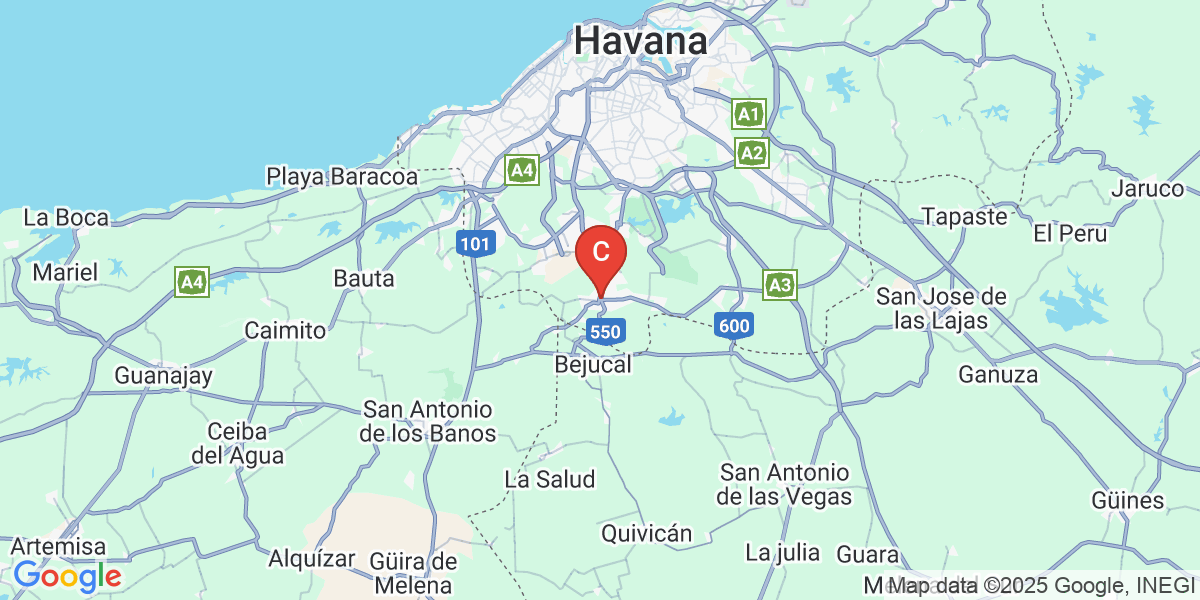 Havana
A1
A2
A4
Playa Baracoa
Jaruco
La Boca
Tapaste
El Peru
101
C
Mariel
A4
Bauta
A3
San Jose de
las Lajas
Caimito
550
600
Bejucal
Guanajay
Ganuza
San Antonio
de los Banos
Ceiba
del Agua
La Salud
San Antonio
de las Vegas
Güines
Quivicán
Artemisa
Alquízar
Güira de
Melena
La julia
Guara
Google
Map data ©2025 Google, INEGI